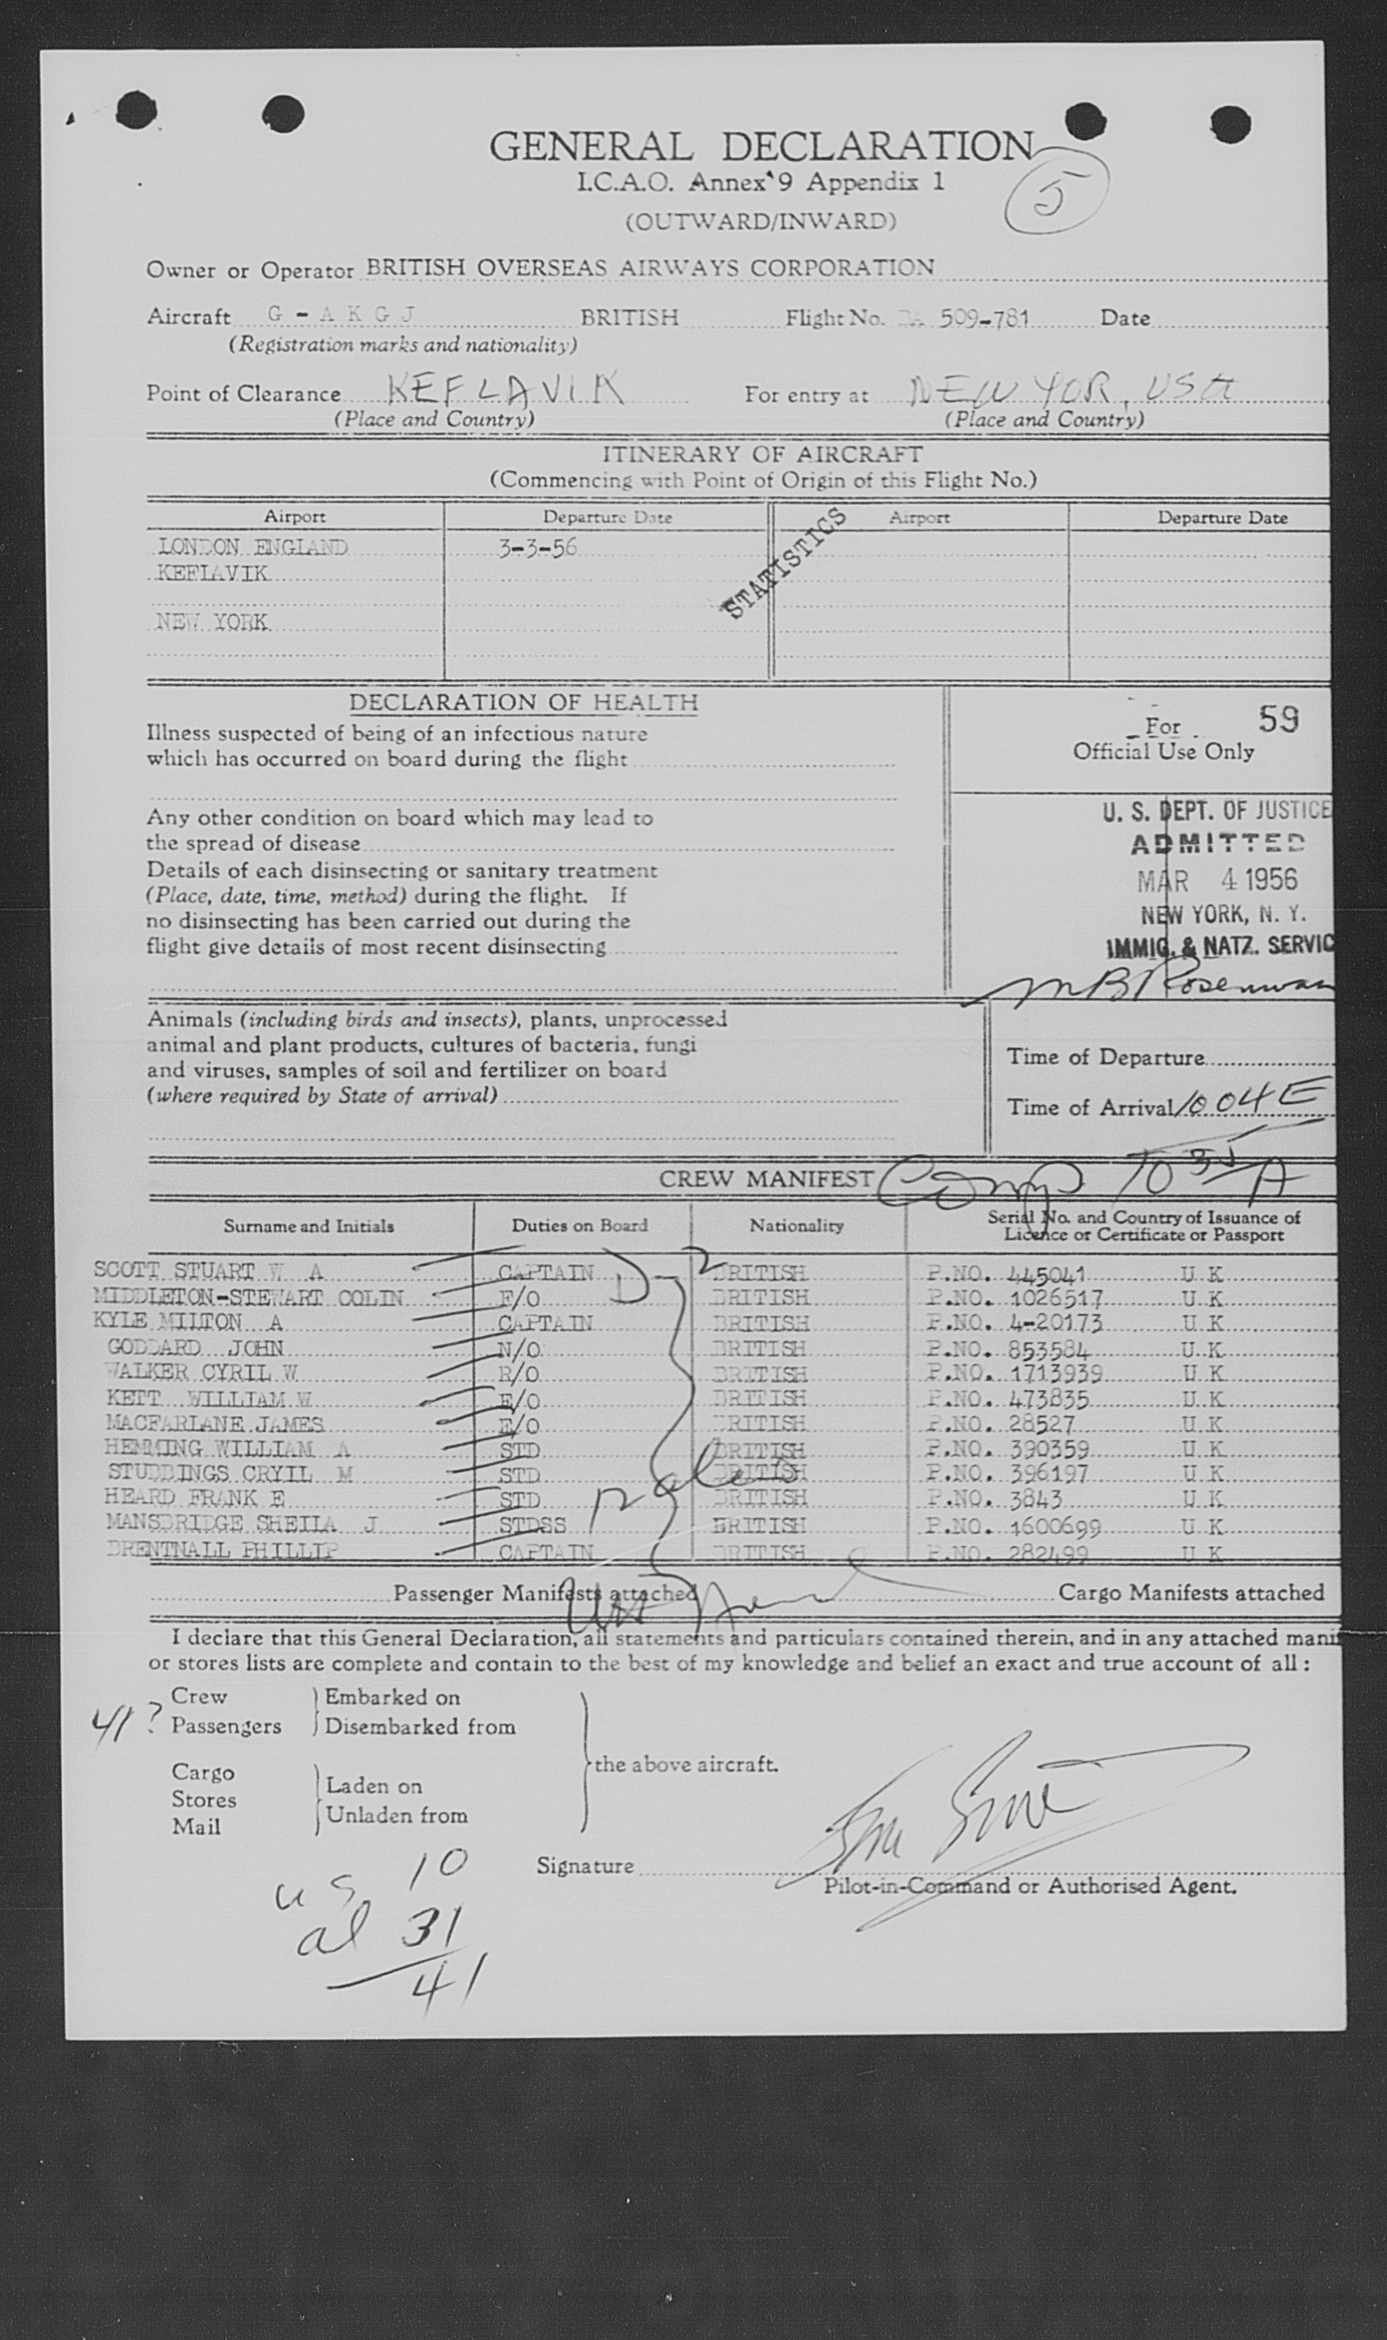 GENERAL DECLARATION
I.C.A.O. Annex 9 Appendix 1
5
(OUTWARD/INWARD)
Owner or Operator BRITISH OVERSEAS AIRWAYS CORPORATION
Aircraft G - A K G J BRITISH Flight No. BA 509-781 Date
(Registration marks and nationality)
Point of Clearance KEFLAVIK For entry at NEW YOR, USA
(Place and Country) (Place and Country)
ITINERARY OF AIRCRAFT
(Commencing with Point of Origin of this Flight No.)
Airport Departure Date Airport Departure Date
LONDON ENGLAND 3-3-56
KEFLAVIK
STATISTICS
NEW YORK
DECLARATION OF HEALTH
Illness suspected of being of an infectious nature
which has occurred on board during the flight
For 59
Official Use Only
Any other condition on board which may lead to
the spread of disease
Details of each disinsecting or sanitary treatment
(Place, date, time, method) during the flight. If
no disinsecting has been carried out during the
flight give details of most recent disinsecting
U. S. DEPT. OF JUSTICE
ADMITTED
MAR 4 1956
NEW YORK, N. Y.
IMMIG. & NATZ. SERVIC
Animals (including birds and insects), plants, unprocessed
animal and plant products, cultures of bacteria, fungi
and viruses, samples of soil and fertilizer on board
(where required by State of arrival)
Time of Departure
Time of Arrival 1004E
CREW MANIFEST Comp 1035A
Surname and Initials Duties on Board Nationality Serial No. and Country of Issuance of
Licence or Certificate or Passport
SCOTT STUART W A CAPTAIN BRITISH P.NO. 445041 U K
MIDDLETON-STEWART COLIN F/O BRITISH P.NO. 1026517 U K
KYLE MILTON A CAPTAIN BRITISH P.NO. 4-20173 U K
GODDARD JOHN N/O BRITISH P.NO. 853584 U K
WALKER CYRIL W R/O BRITISH P.NO. 1713939 U K
KETT WILLIAM W E/O BRITISH P.NO. 473835 U K
MACFARLANE JAMES E/O BRITISH P.NO. 28527 U K
HEMMING WILLIAM A STD BRITISH P.NO. 390359 U K
STUDDINGS CRYIL M STD BRITISH P.NO. 396197 U K
HEARD FRANK E STD BRITISH P.NO. 3843 U K
MANSBRIDGE SHEILA J STDSS BRITISH P.NO. 1600699 U K
BRENTNALL PHILLIP CAPTAIN BRITISH P.NO. 282499 U K
D-2
Passenger Manifests attached Cargo Manifests attached
I declare that this General Declaration, all statements and particulars contained therein, and in any attached manif
or stores lists are complete and contain to the best of my knowledge and belief an exact and true account of all :
Crew Embarked on
41? Passengers Disembarked from
the above aircraft.
Cargo
Stores Laden on
Mail Unladen from
Signature
Pilot-in-Command or Authorised Agent.
us 10
al 31
41